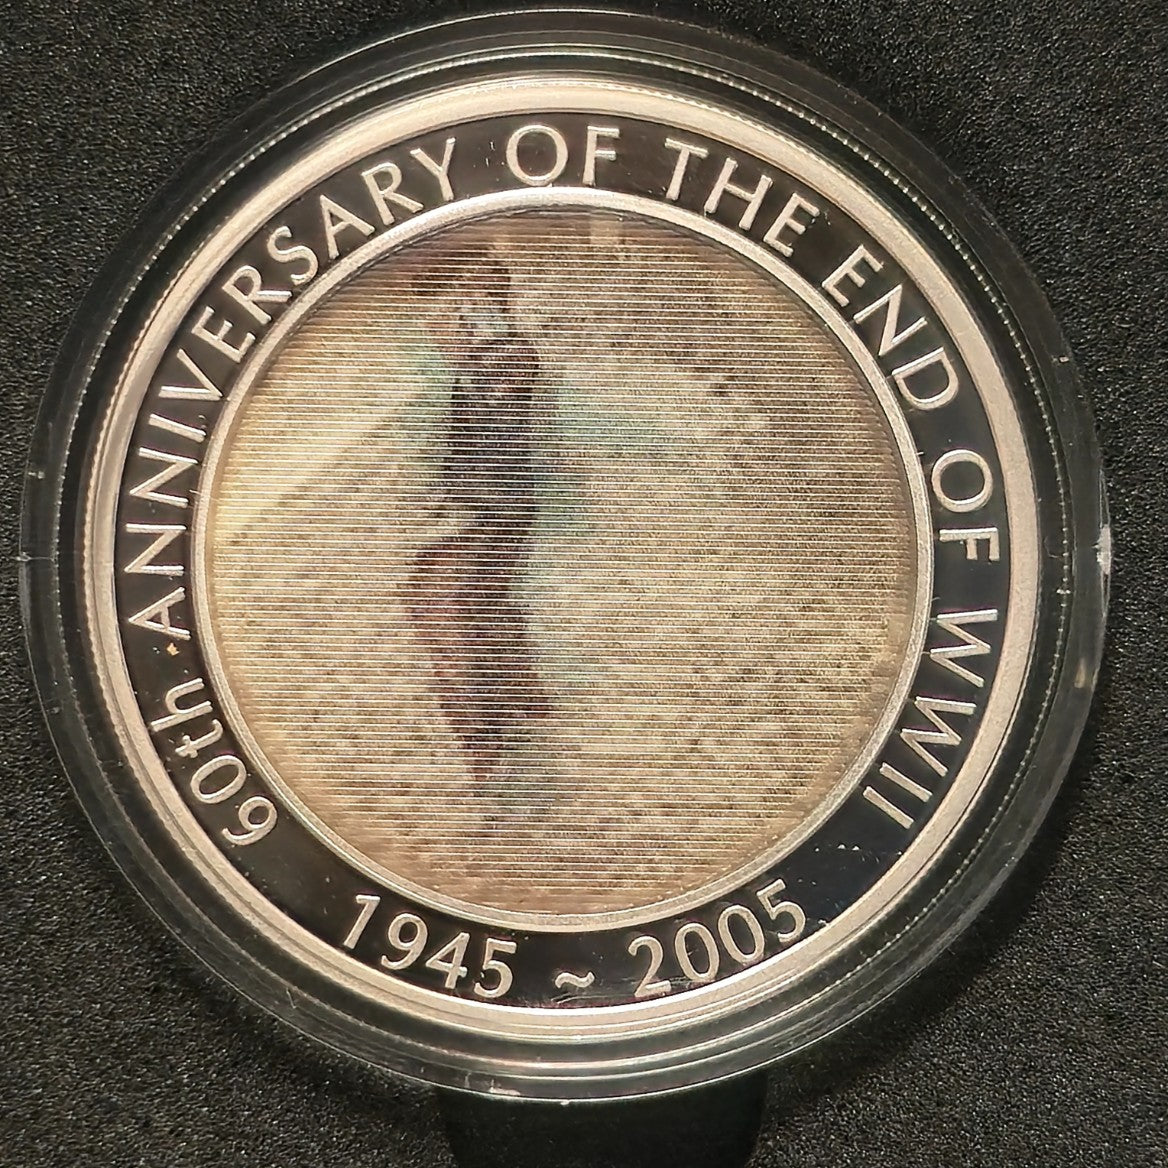 60th ANNIVERSARY OF THE END OF WWII
1945 ~ 2005